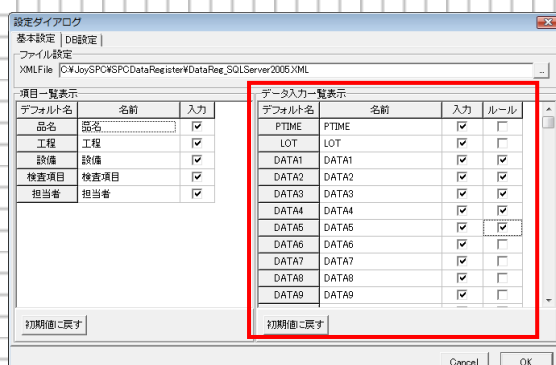 設定ダイアログ
基本設定 DB設定
ファイル設定
XMLFile C:¥JoySPC¥SPCDataRegister¥DataReg_SQLServer2005.XML ..
項目一覧表示
デフォルト名 名前 入力
品名 品名
工程 工程
設備 設備
検査項目 検査項目
担当者 担当者
初期値に戻す
データ入力一覧表示
デフォルト名 名前 入力 ルール
PTIME PTIME
LOT LOT
DATA1 DATA1
DATA2 DATA2
DATA3 DATA3
DATA4 DATA4
DATA5 DATA5
DATA6 DATA6
DATA7 DATA7
DATA8 DATA8
DATA9 DATA9
初期値に戻す
Cancel OK